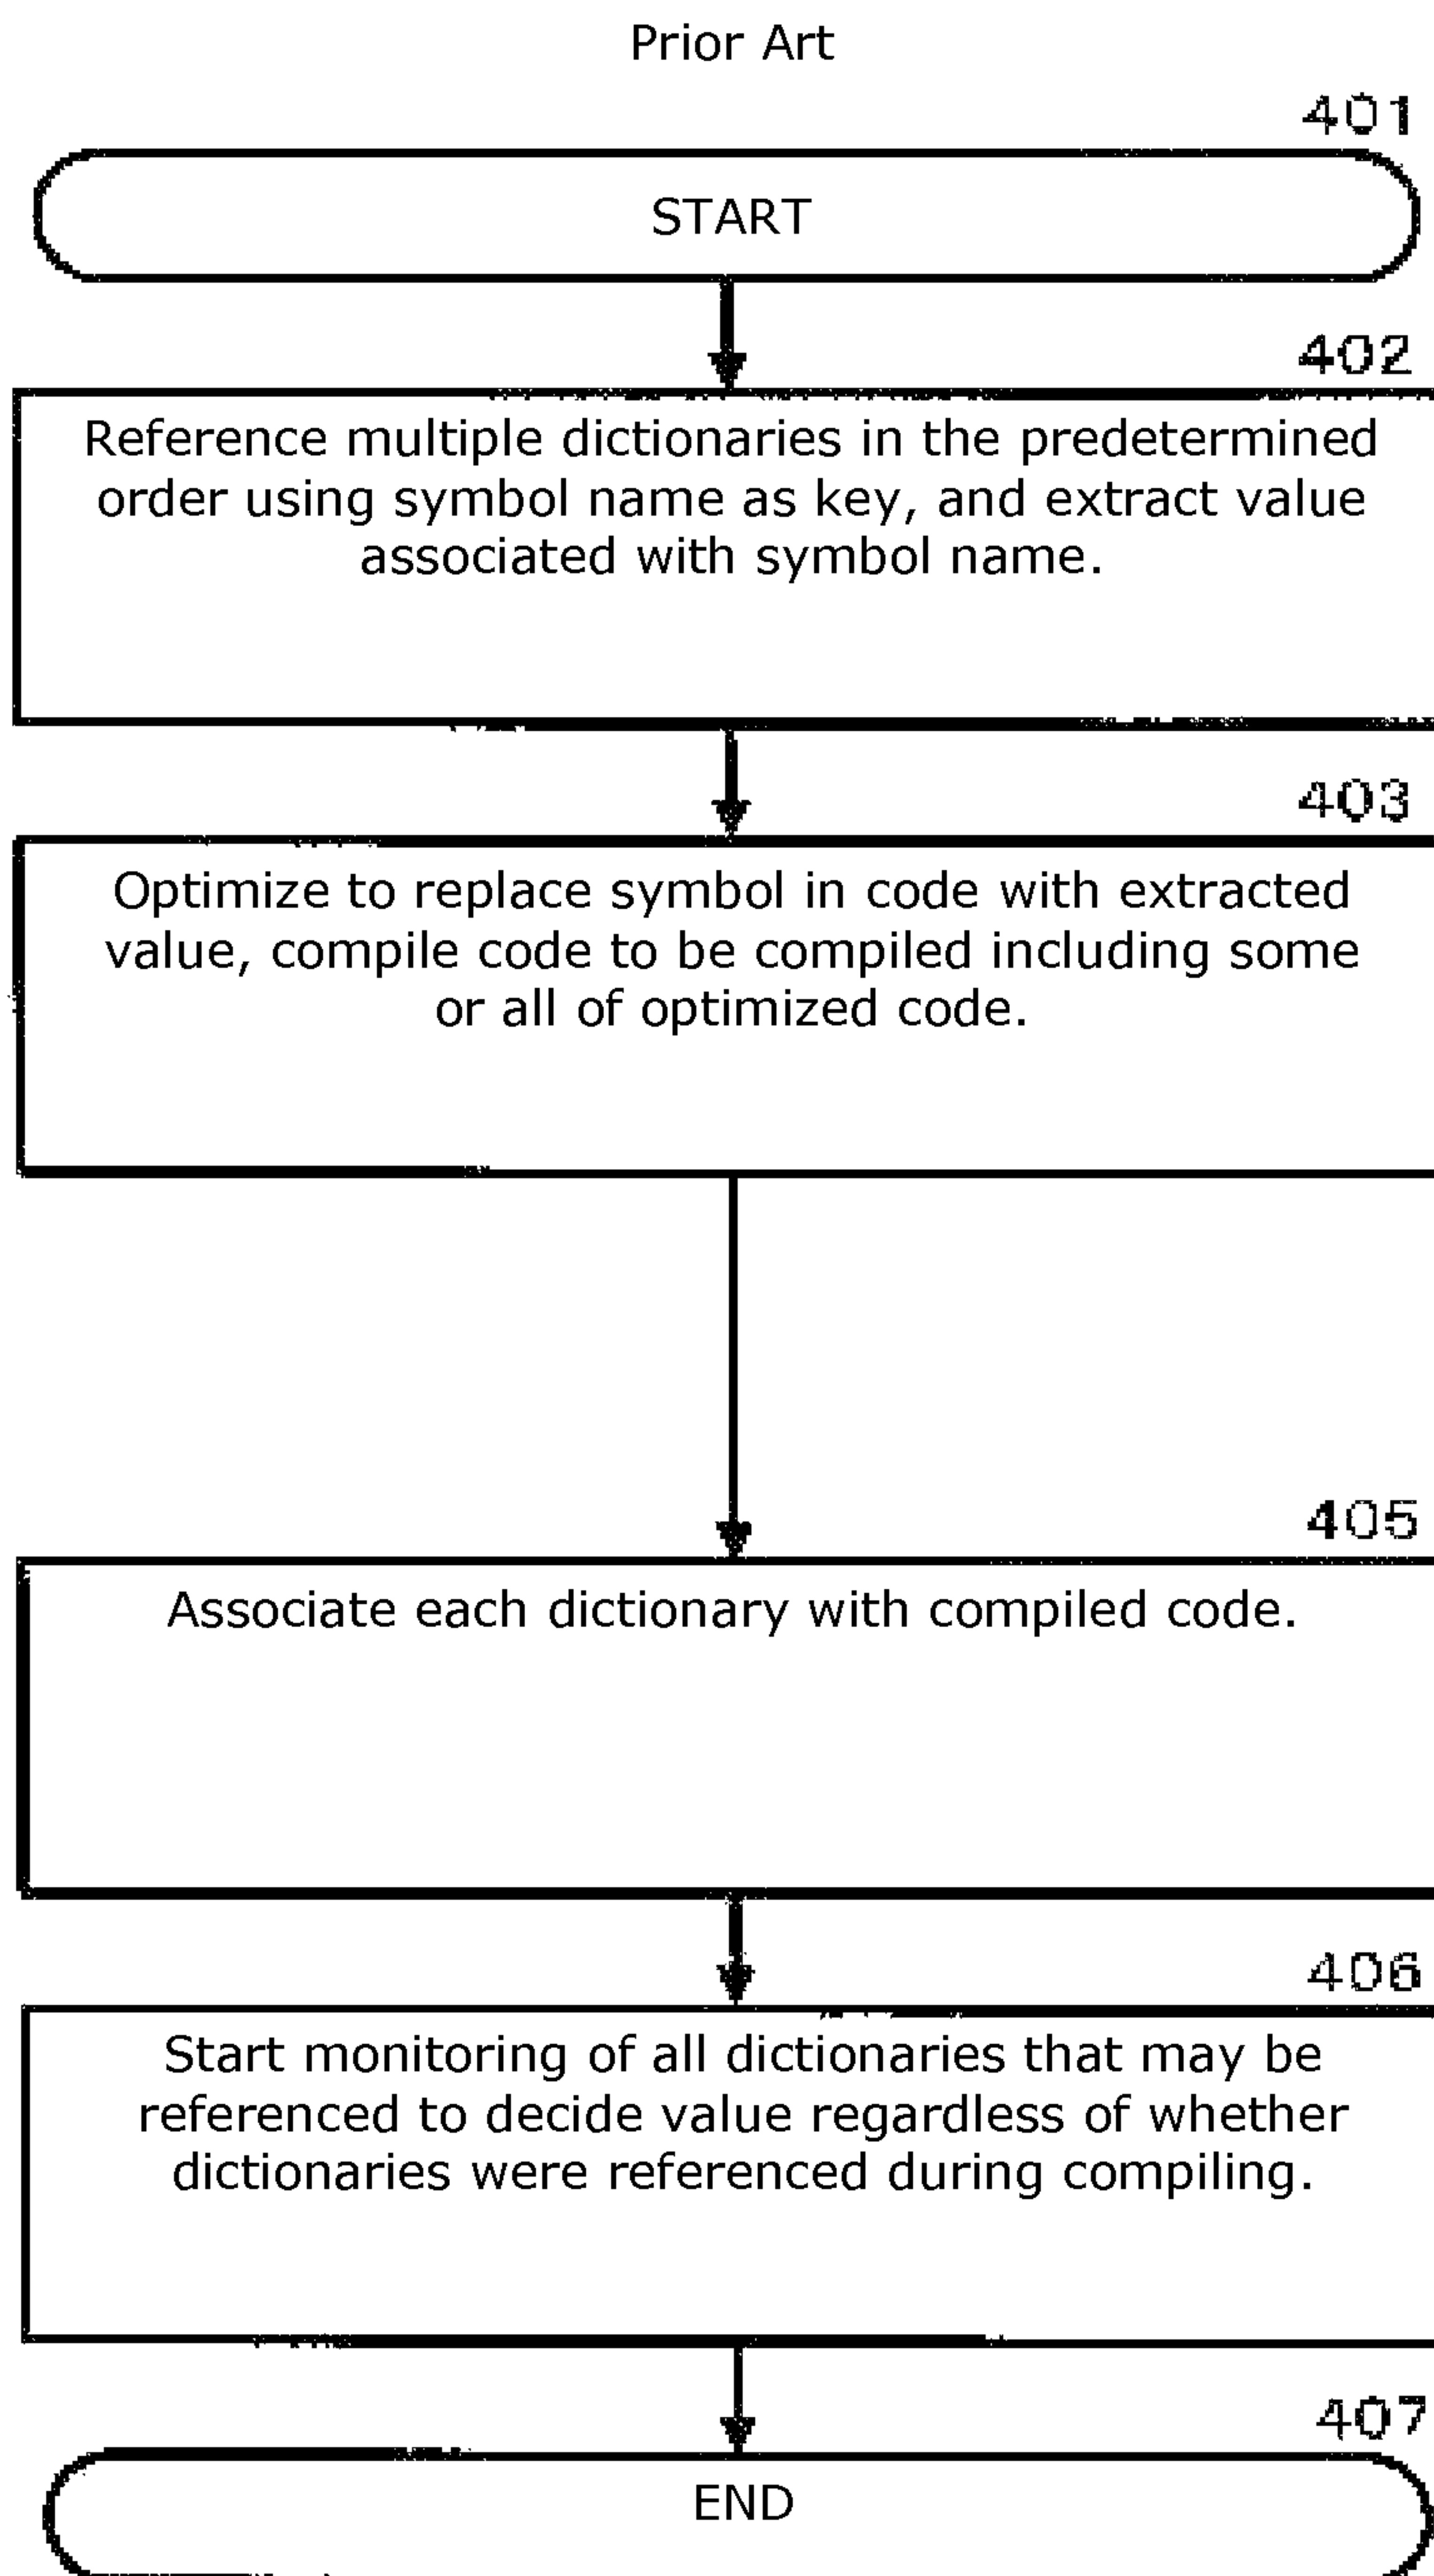 Prior Art
401
START
402
Reference multiple dictionaries in the predetermined
order using symbol name as key, and extract value
associated with symbol name.
403
Optimize to replace symbol in code with extracted
value, compile code to be compiled including some
or all of optimized code.
405
Associate each dictionary with compiled code.
406
Start monitoring of all dictionaries that may be
referenced to decide value regardless of whether
dictionaries were referenced during compiling.
407
END